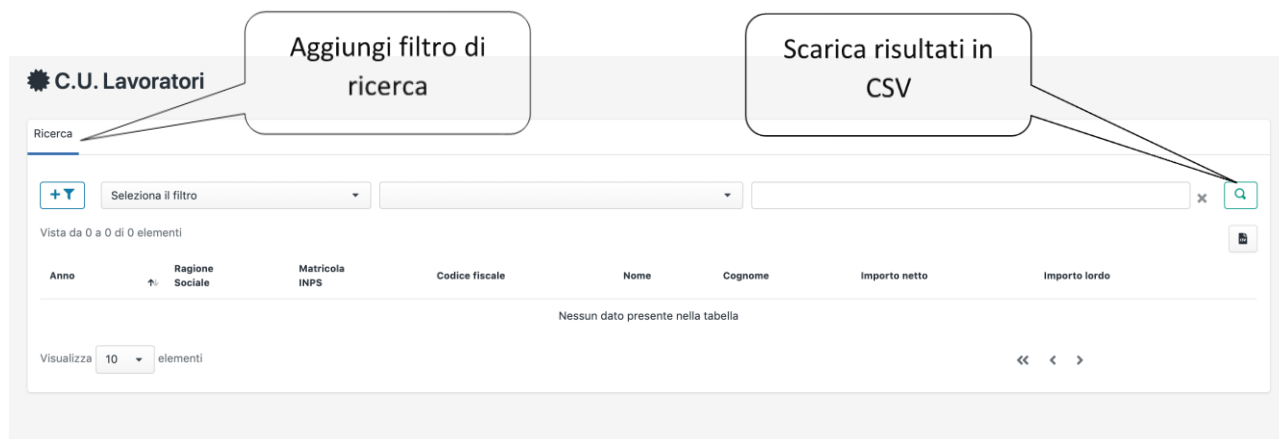 Aggiungi filtro di
ricerca
Scarica risultati in
CSV
C.U. Lavoratori
Ricerca
Seleziona il filtro
Vista da 0 a 0 di 0 elementi
Anno Ragione Sociale Matricola INPS Codice fiscale Nome Cognome Importo netto Importo lordo
Nessun dato presente nella tabella
Visualizza 10 elementi